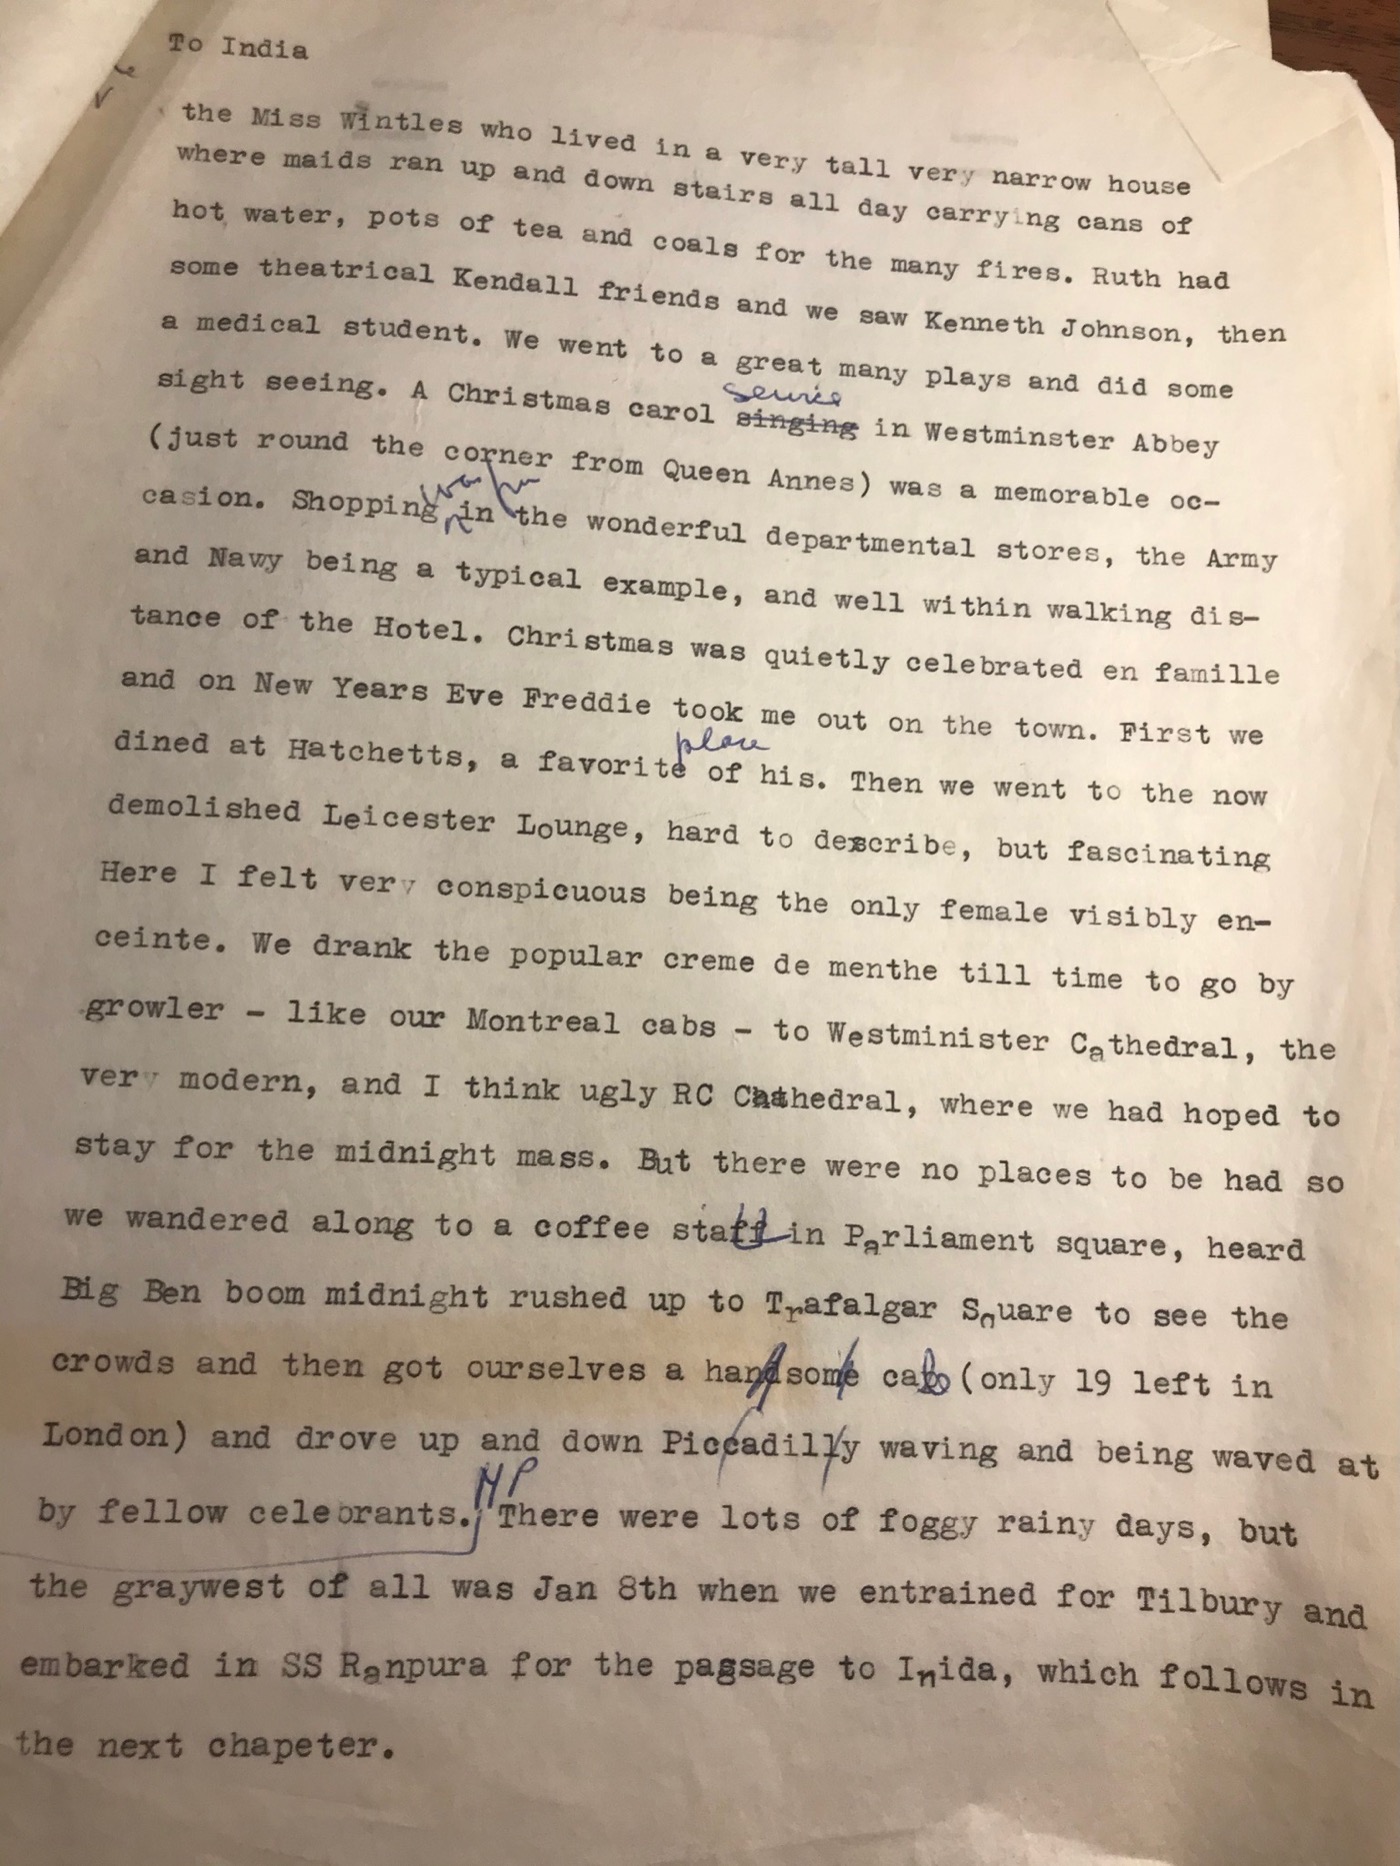 To India
the Miss Wintles who lived in a very tall very narrow house
where maids ran up and down stairs all day carrying cans of
hot water, pots of tea and coals for the many fires. Ruth had
some theatrical Kendall friends and we saw Kenneth Johnson, then
a medical student. We went to a great many plays and did some
service
sight seeing. A Christmas carol singing in Westminster Abbey
(just round the corner from Queen Annes) was a memorable oc-
was fun
casion. Shopping in the wonderful departmental stores, the Army
and Navy being a typical example, and well within walking dis-
tance of the Hotel. Christmas was quietly celebrated en famille
and on New Years Eve Freddie took me out on the town. First we
place
dined at Hatchetts, a favorite of his. Then we went to the now
demolished Leicester Lounge, hard to describe, but fascinating
Here I felt very conspicuous being the only female visibly en-
ceinte. We drank the popular creme de menthe till time to go by
growler - like our Montreal cabs - to Westminister Cathedral, the
very modern, and I think ugly RC Cathedral, where we had hoped to
stay for the midnight mass. But there were no places to be had so
we wandered along to a coffee stall in Parliament square, heard
Big Ben boom midnight rushed up to Trafalgar Square to see the
crowds and then got ourselves a handsome cab (only 19 left in
London) and drove up and down Piccadilly waving and being waved at
NP
by fellow celebrants. There were lots of foggy rainy days, but
the graywest of all was Jan 8th when we entrained for Tilbury and
embarked in SS Ranpura for the passage to Inida, which follows in
the next chapeter.